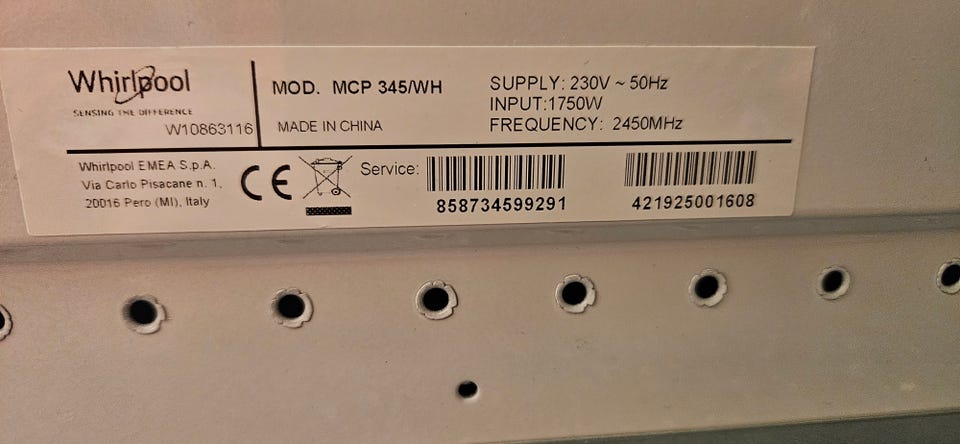 Whirlpool
SENSING THE DIFFERENCE
W10863116
MOD. MCP 345/WH
MADE IN CHINA
SUPPLY: 230V ~ 50Hz
INPUT:1750W
FREQUENCY: 2450MHz
Whirlpool EMEA S.p.A.
Via Carlo Pisacane n. 1,
20016 Pero (MI), Italy
CE
Service:
858734599291
421925001608